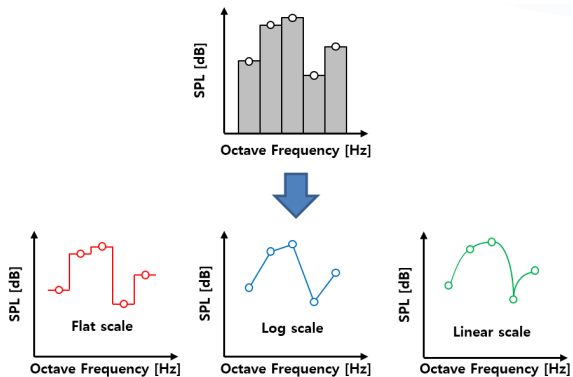 SPL [dB]
Octave Frequency [Hz]
SPL [dB]
Flat scale
Octave Frequency [Hz]
SPL [dB]
Log scale
Octave Frequency [Hz]
SPL [dB]
Linear scale
Octave Frequency [Hz]